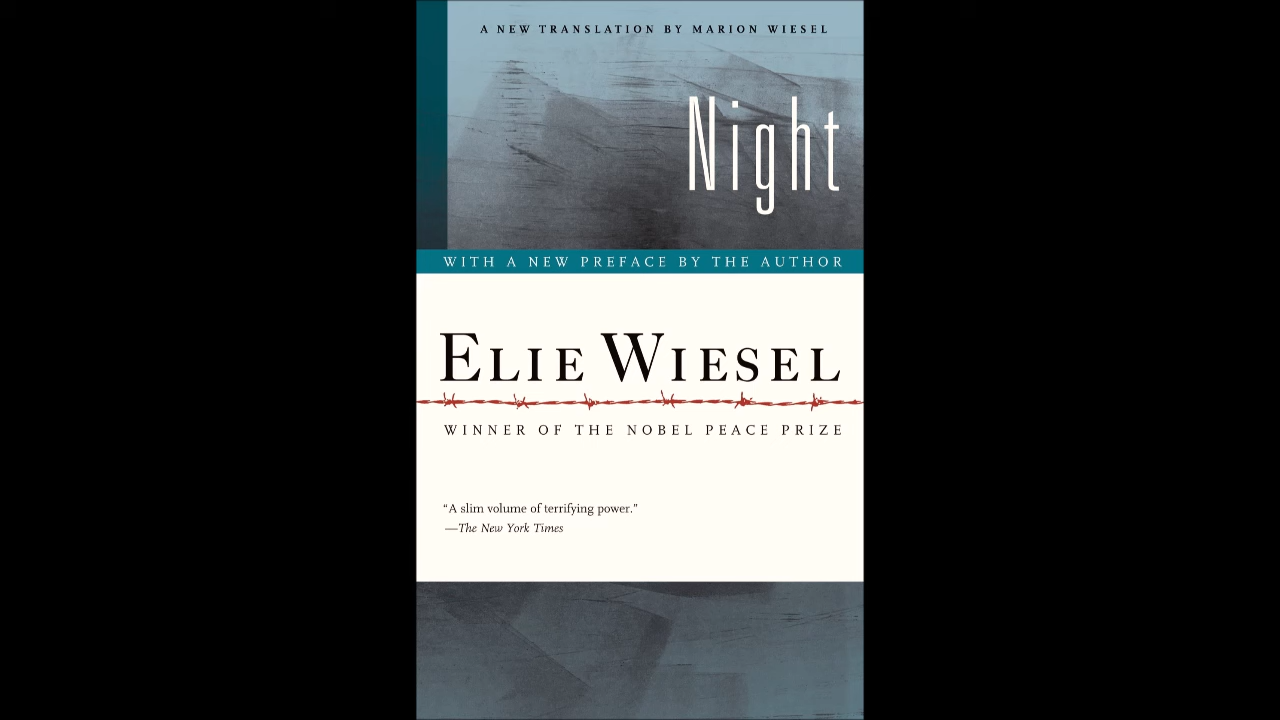 A NEW TRANSLATION BY MARION WIESEL
Night
WITH A NEW PREFACE BY THE AUTHOR
ELIE WIESEL
WINNER OF THE NOBEL PEACE PRIZE
“A slim volume of terrifying power.”
—The New York Times